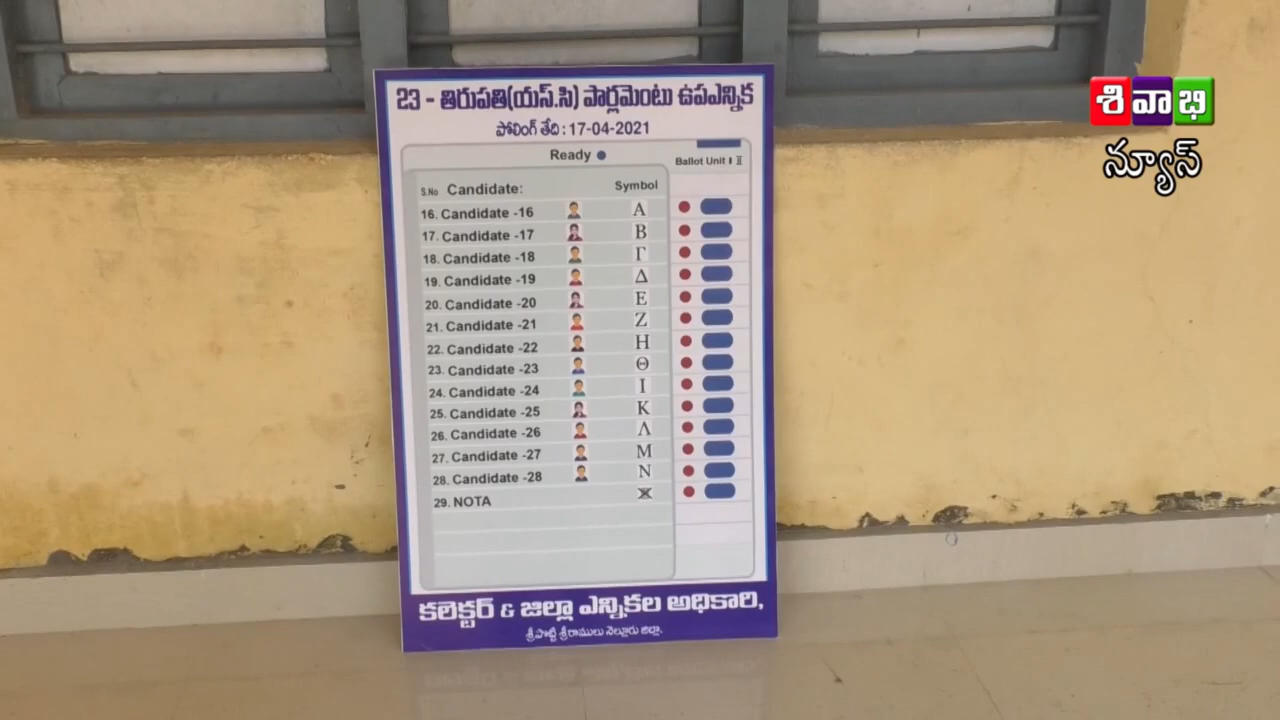 శివాభి
న్యూస్
23 - తిరుపతి(యస్.సి) పార్లమెంటు ఉపఎన్నిక
పోలింగ్ తేది : 17-04-2021
Ready
Ballot Unit I II
S.No Candidate: Symbol
16. Candidate -16 Α
17. Candidate -17 Β
18. Candidate -18 Γ
19. Candidate -19 Δ
20. Candidate -20 Ε
21. Candidate -21 Ζ
22. Candidate -22 Η
23. Candidate -23 Θ
24. Candidate -24 Ι
25. Candidate -25 Κ
26. Candidate -26 Λ
27. Candidate -27 Μ
28. Candidate -28 Ν
29. NOTA
కలెక్టర్ & జిల్లా ఎన్నికల అధికారి,
శ్రీపొట్టి శ్రీరాములు నెల్లూరు జిల్లా.